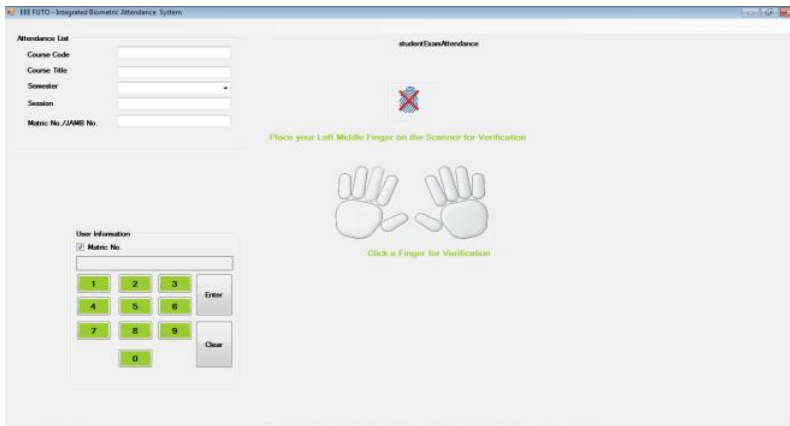 EEE FUTO - Integrated Biometric Attendance System
Attendance List
Course Code
Course Title
Semester
Session
Matric No./JAMB No.
studentExamAttendance
Place your Left Middle Finger on the Scanner for Verification
Click a Finger for Verification
User Information
Matric No.
1 2 3
Enter
4 5 6
7 8 9
Clear
0